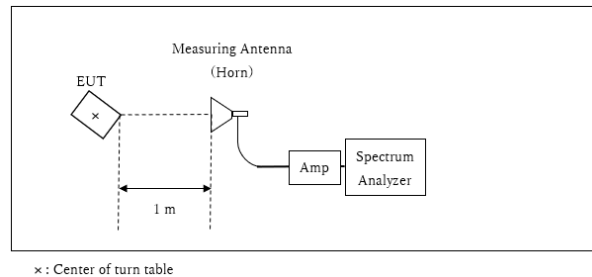 Measuring Antenna
(Horn)
EUT
×
Amp
Spectrum
Analyzer
1 m
× : Center of turn table